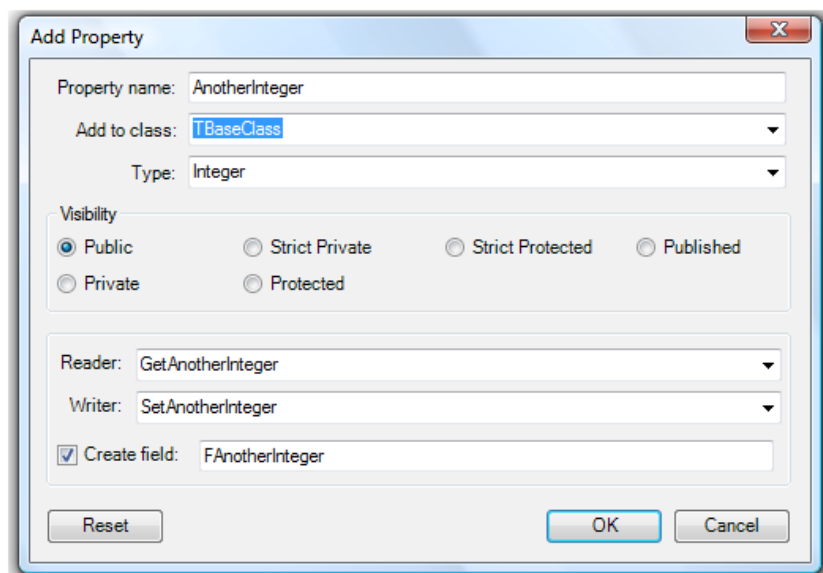 Add Property
Property name: AnotherInteger
Add to class: TBaseClass
Type: Integer
Visibility
Public Strict Private Strict Protected Published
Private Protected
Reader: GetAnotherInteger
Writer: SetAnotherInteger
Create field: FAnotherInteger
Reset OK Cancel